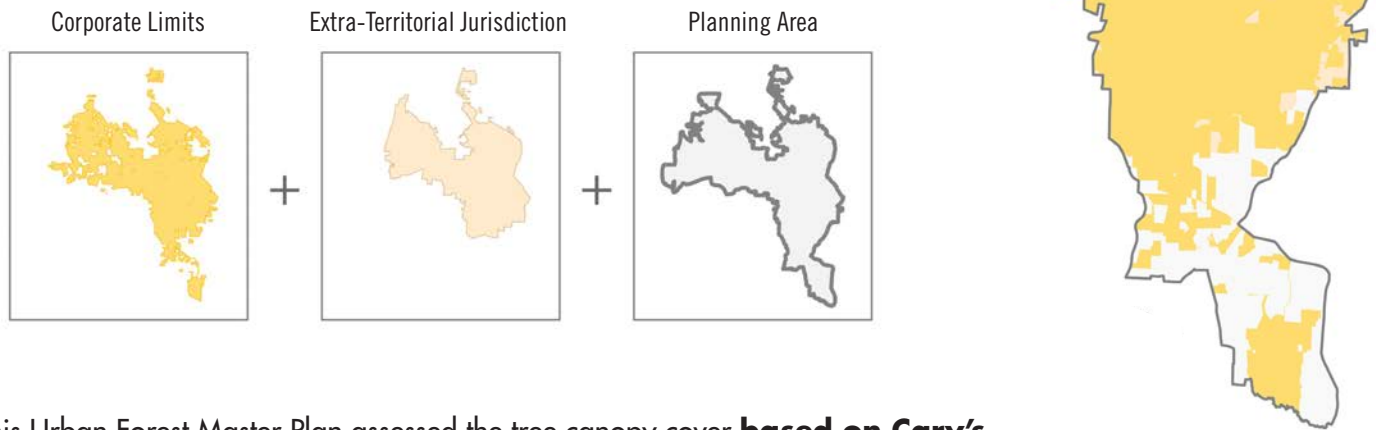 Corporate Limits
Extra-Territorial Jurisdiction
Planning Area
+
+
is Urban Forest Master Plan assessed the tree canopy cover based on Cary's